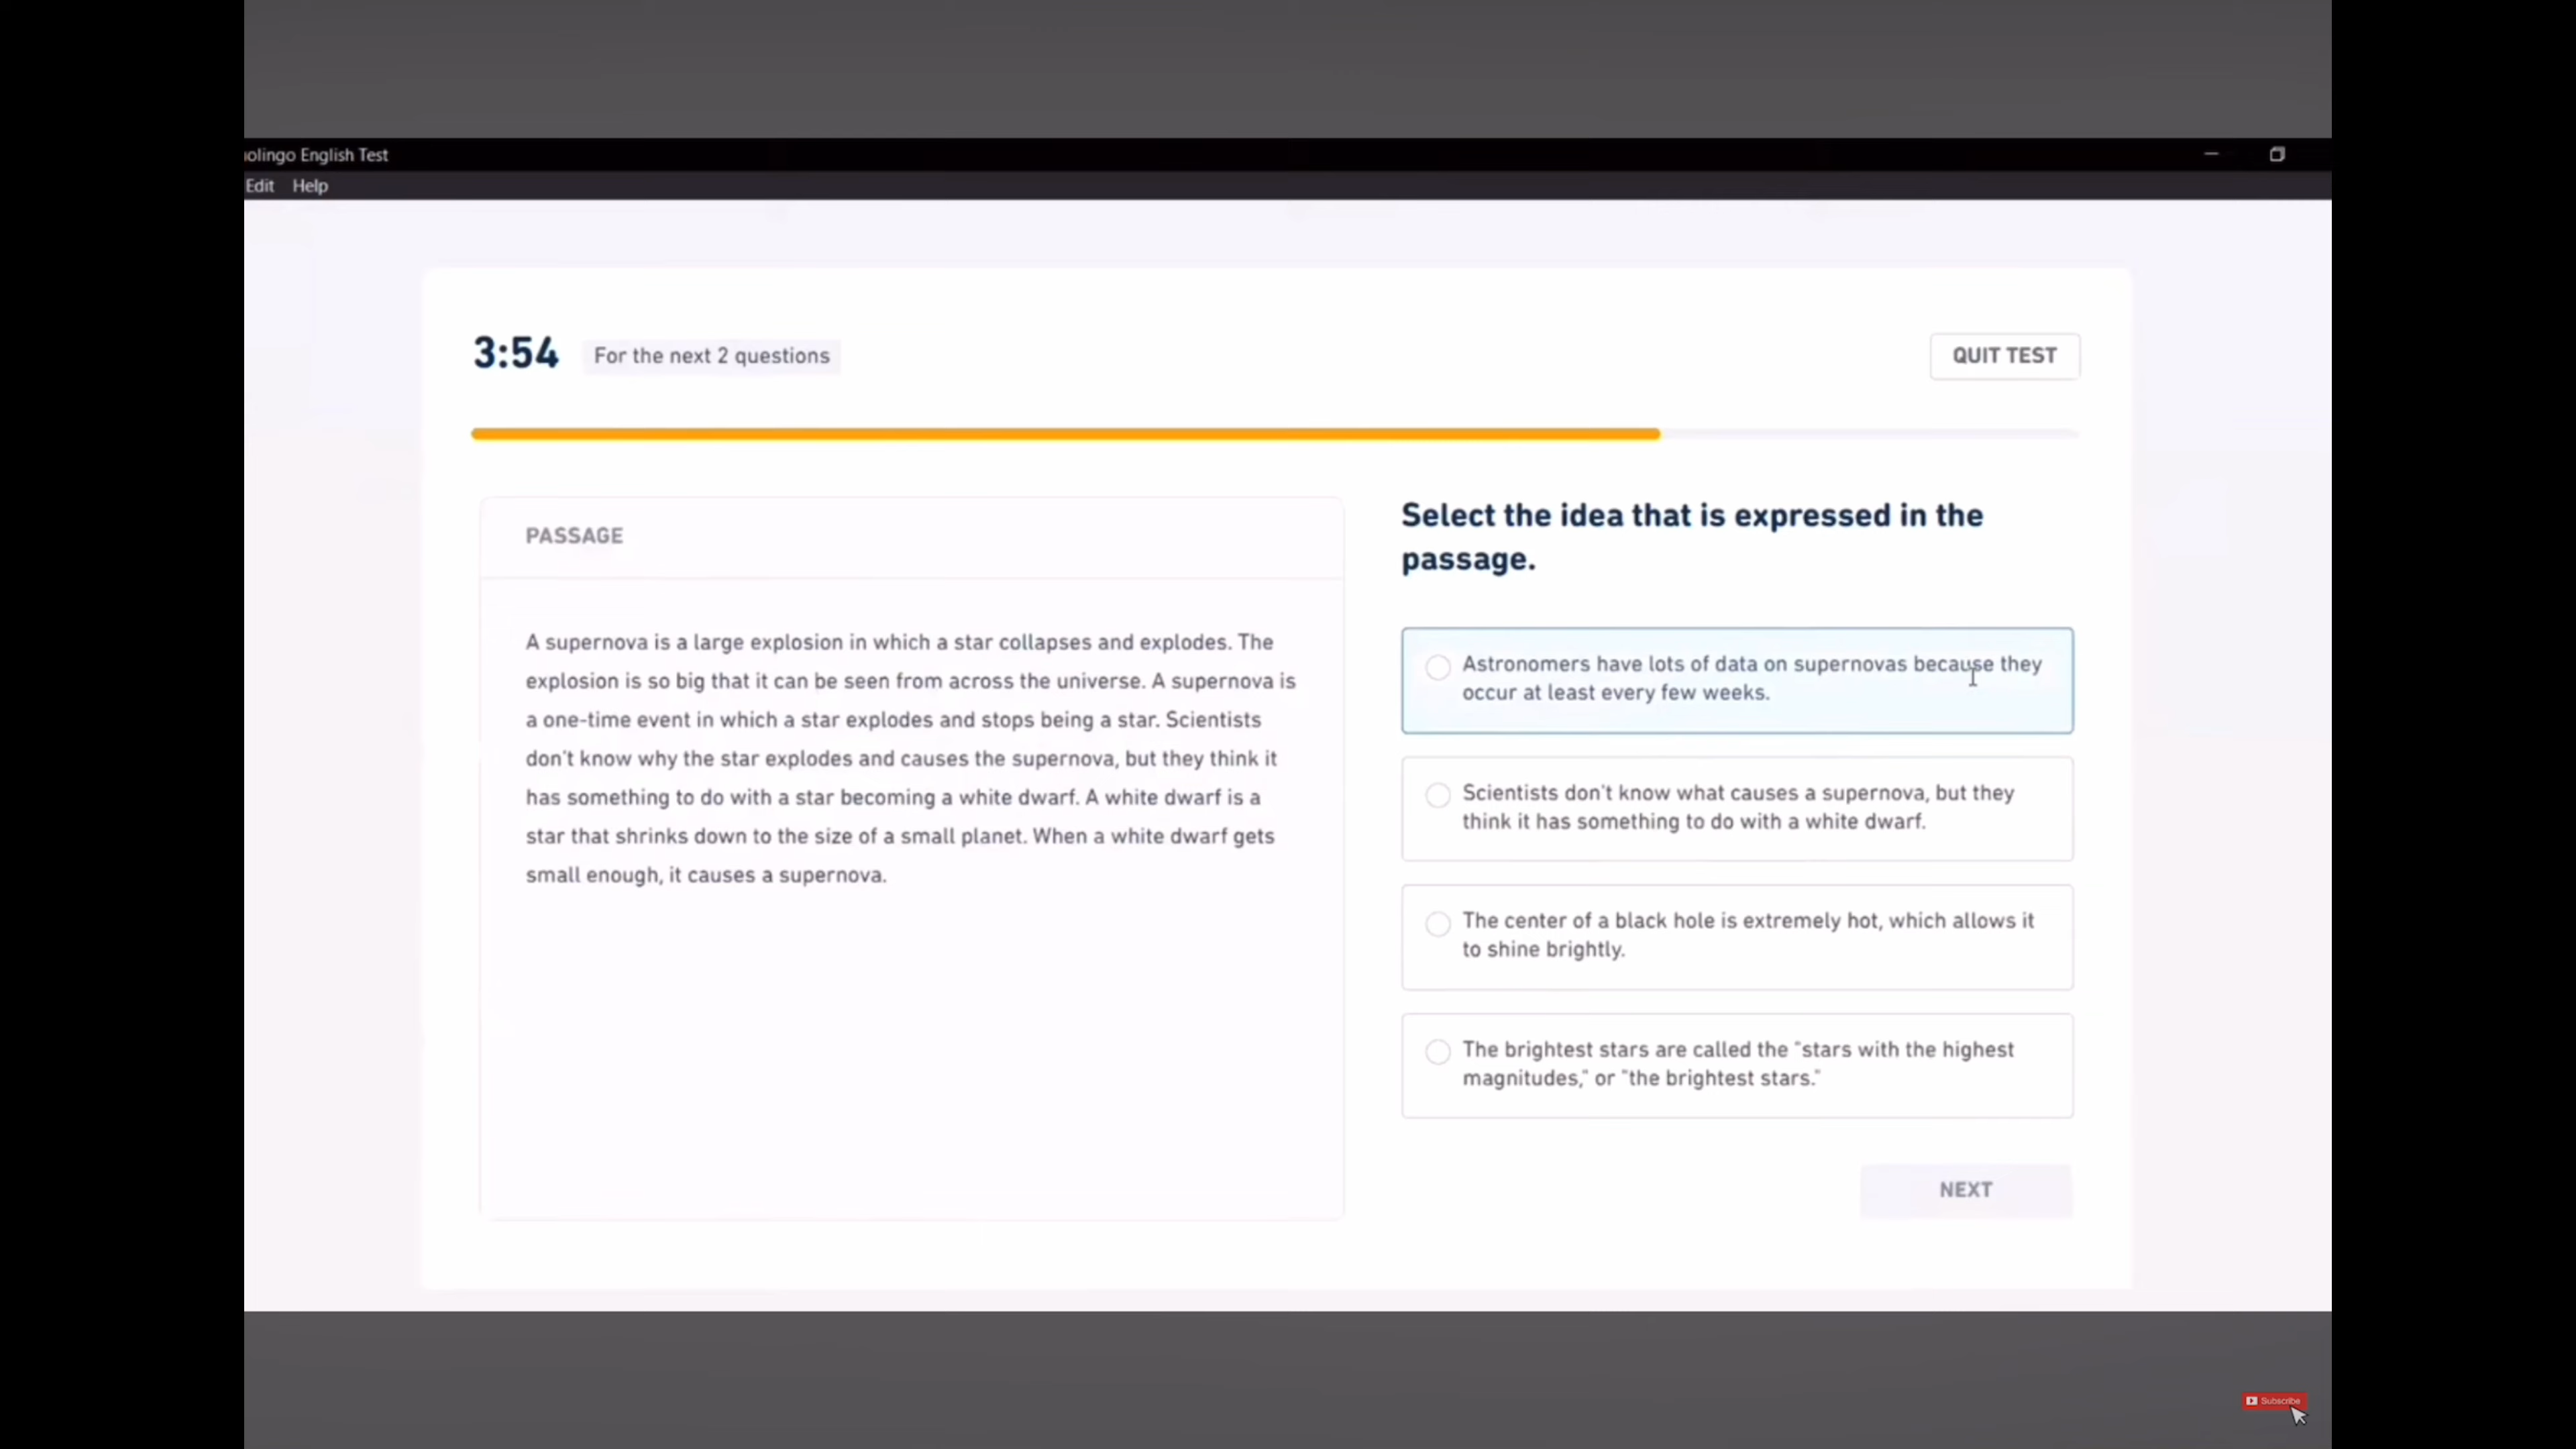 uolingo English Test
Edit Help
3:54 For the next 2 questions
QUIT TEST
PASSAGE
A supernova is a large explosion in which a star collapses and explodes. The
explosion is so big that it can be seen from across the universe. A supernova is
a one-time event in which a star explodes and stops being a star. Scientists
don't know why the star explodes and causes the supernova, but they think it
has something to do with a star becoming a white dwarf. A white dwarf is a
star that shrinks down to the size of a small planet. When a white dwarf gets
small enough, it causes a supernova.
Select the idea that is expressed in the
passage.
Astronomers have lots of data on supernovas because they
occur at least every few weeks.
Scientists don't know what causes a supernova, but they
think it has something to do with a white dwarf.
The center of a black hole is extremely hot, which allows it
to shine brightly.
The brightest stars are called the "stars with the highest
magnitudes," or "the brightest stars."
NEXT
Subscribe